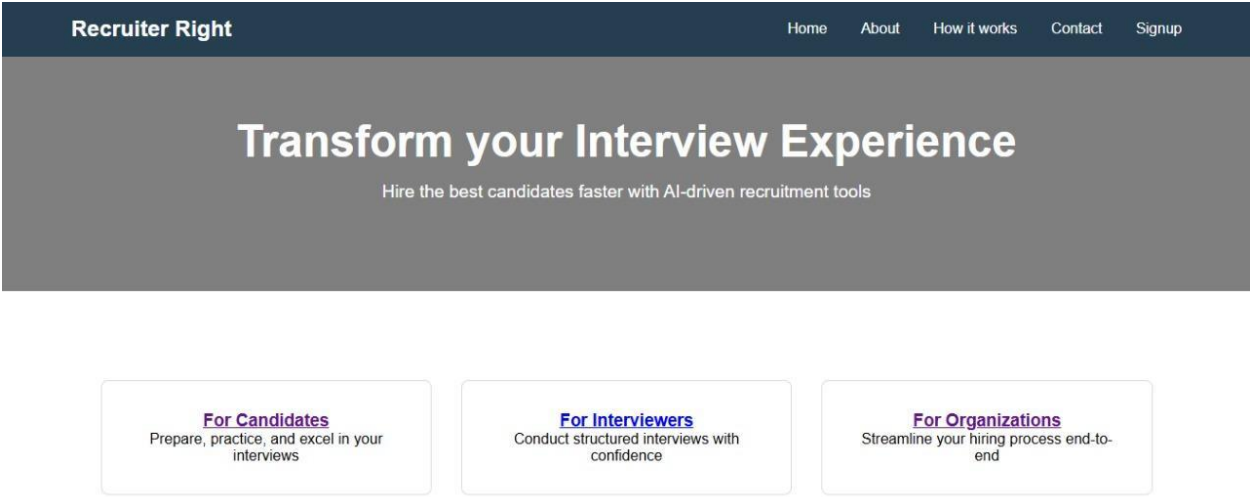 Recruiter Right
Home About How it works Contact Signup
Transform your Interview Experience
Hire the best candidates faster with AI-driven recruitment tools
For Candidates
Prepare, practice, and excel in your
interviews
For Interviewers
Conduct structured interviews with
confidence
For Organizations
Streamline your hiring process end-to-
end